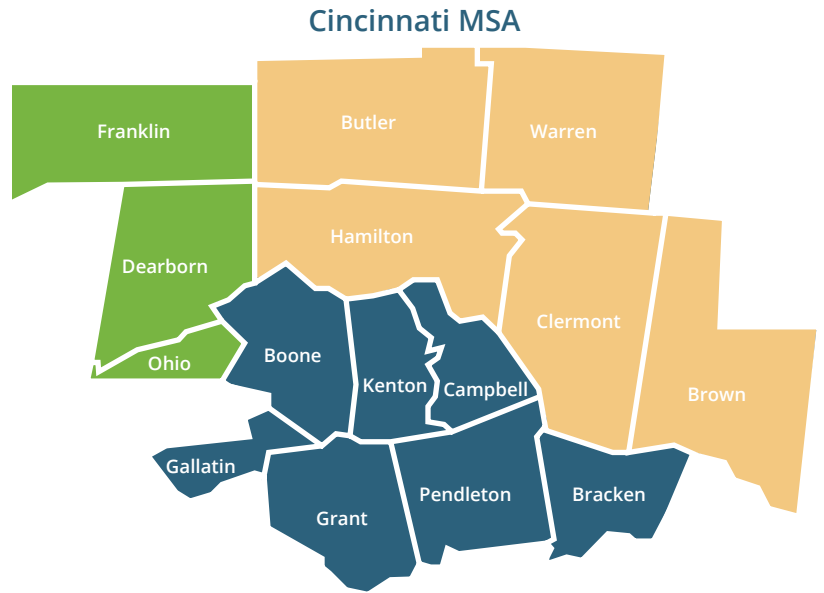 Cincinnati MSA
Butler
Franklin
Warren
Hamilton
Dearborn
Clermont
Boone
Ohio
Kenton
Campbell
Brown
Gallatin
Pendleton
Bracken
Grant